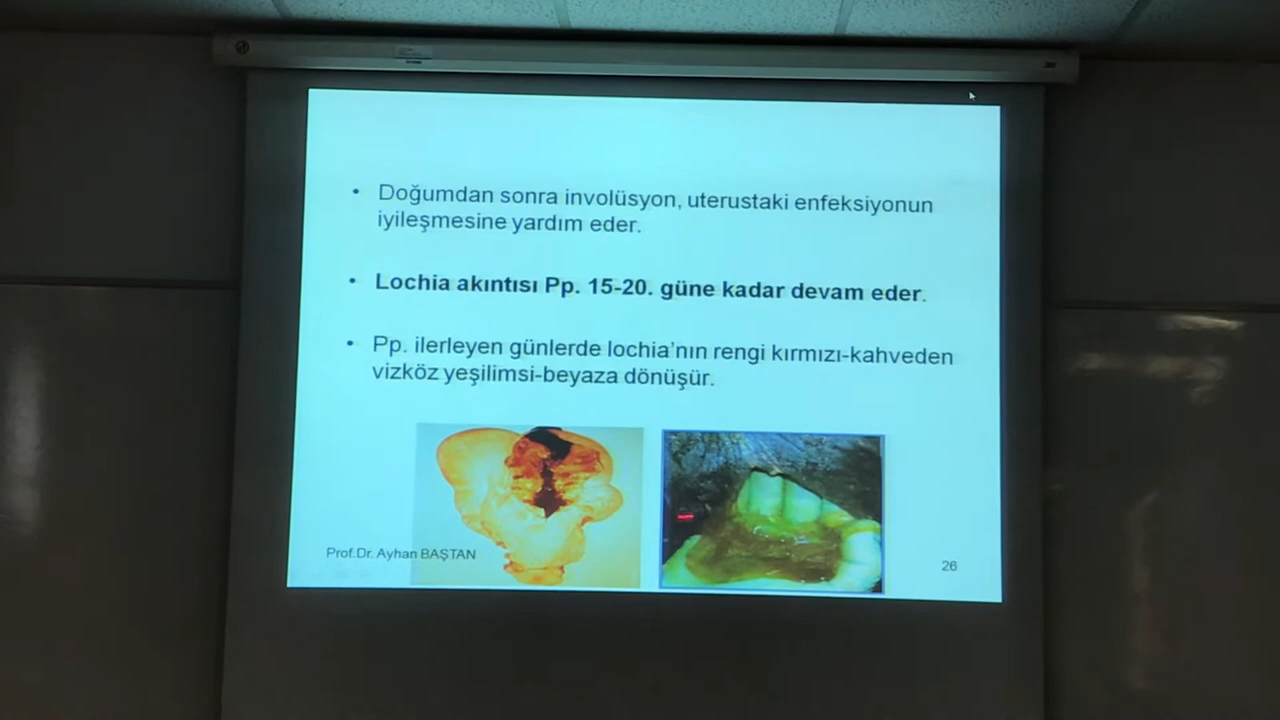 • Doğumdan sonra involüsyon, uterustaki enfeksiyonun
iyileşmesine yardım eder.
• Lochia akıntısı Pp. 15-20. güne kadar devam eder.
• Pp. ilerleyen günlerde lochia’nın rengi kırmızı-kahveden
vizköz yeşilimsi-beyaza dönüşür.
Prof.Dr. Ayhan BAŞTAN
26